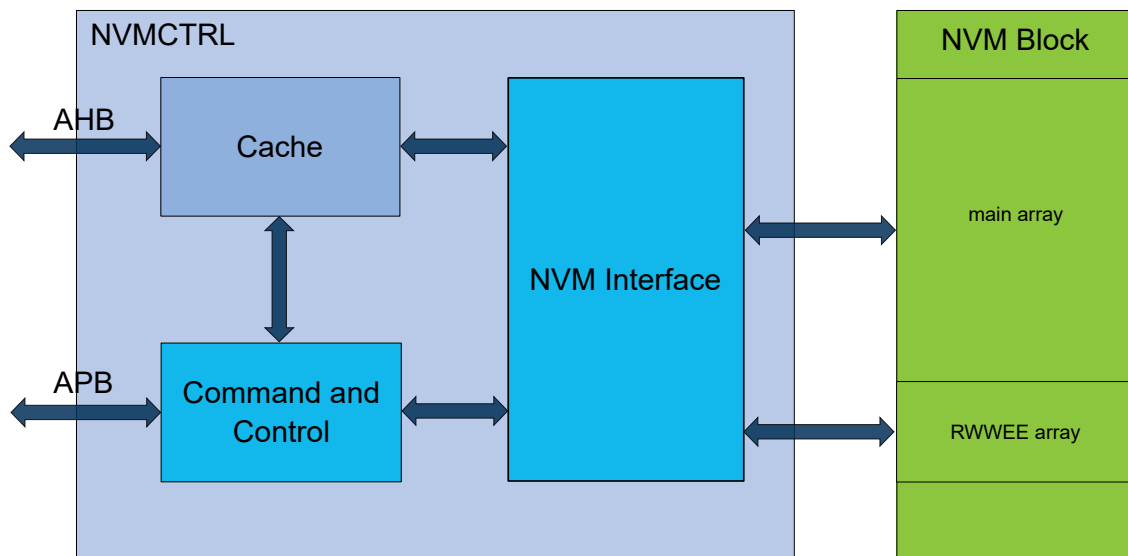 NVMCTRL
NVM Block
AHB
Cache
main array
NVM Interface
APB
Command and
Control
RWWEE array